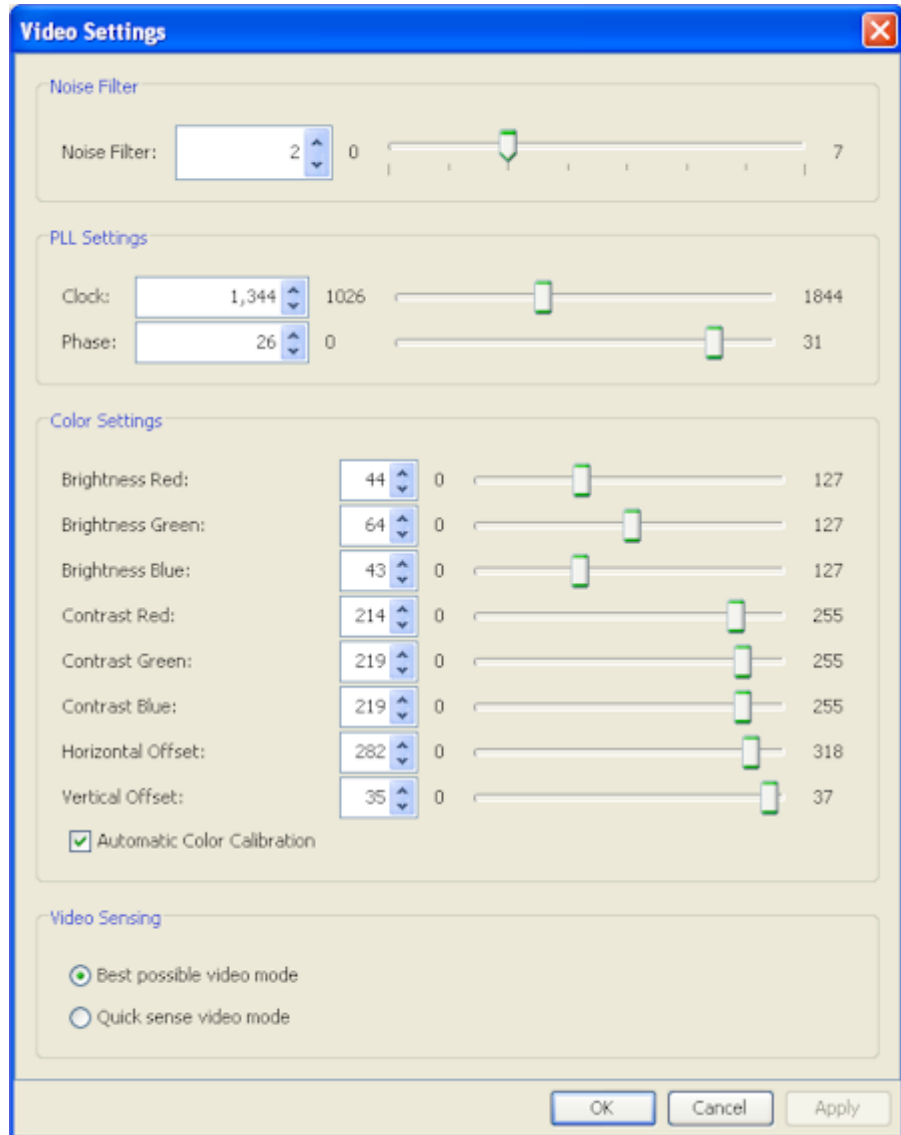 Video Settings
Noise Filter
Noise Filter: 2 0 7
PLL Settings
Clock: 1,344 1026 1844
Phase: 26 0 31
Color Settings
Brightness Red: 44 0 127
Brightness Green: 64 0 127
Brightness Blue: 43 0 127
Contrast Red: 214 0 255
Contrast Green: 219 0 255
Contrast Blue: 219 0 255
Horizontal Offset: 282 0 318
Vertical Offset: 35 0 37
Automatic Color Calibration
Video Sensing
Best possible video mode
Quick sense video mode
OK Cancel Apply